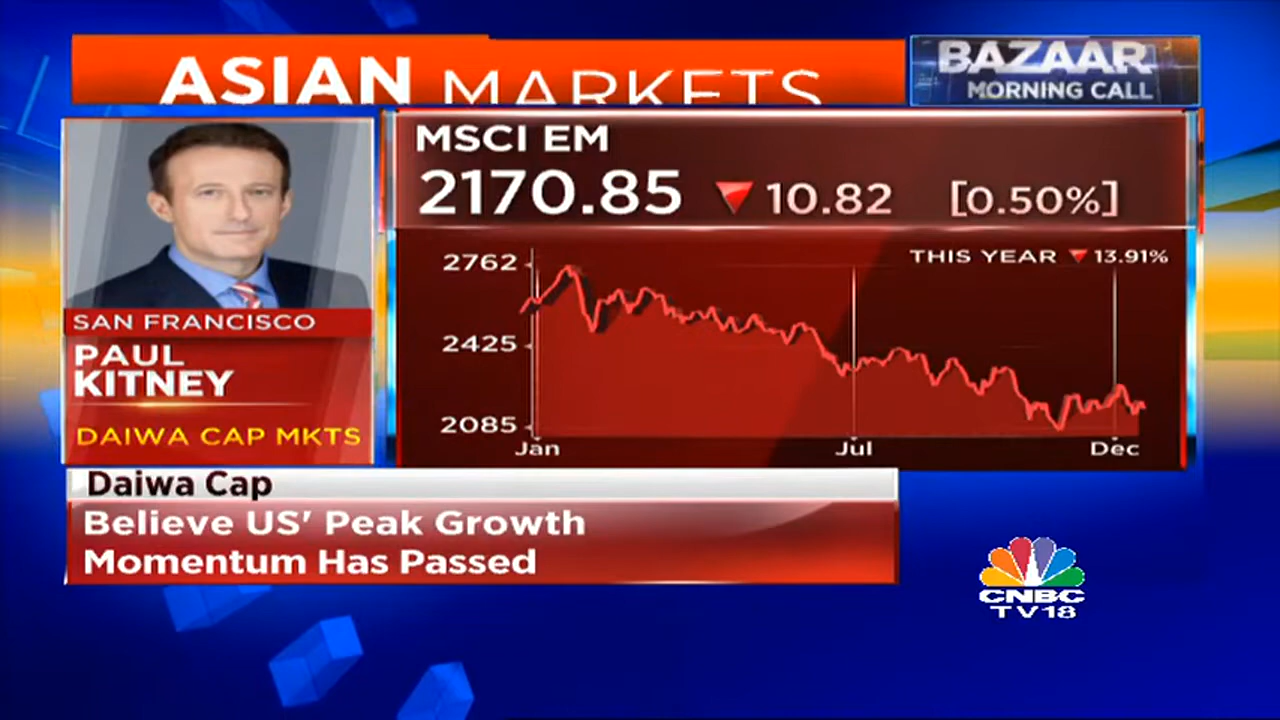 ASIAN MARKETS
BAZAAR
MORNING CALL
MSCI EM
2170.85 ▼ 10.82 [0.50%]
THIS YEAR ▼ 13.91%
2762
2425
2085
Jan Jul Dec
SAN FRANCISCO
PAUL
KITNEY
DAIWA CAP MKTS
Daiwa Cap
Believe US' Peak Growth
Momentum Has Passed
CNBC
TV18